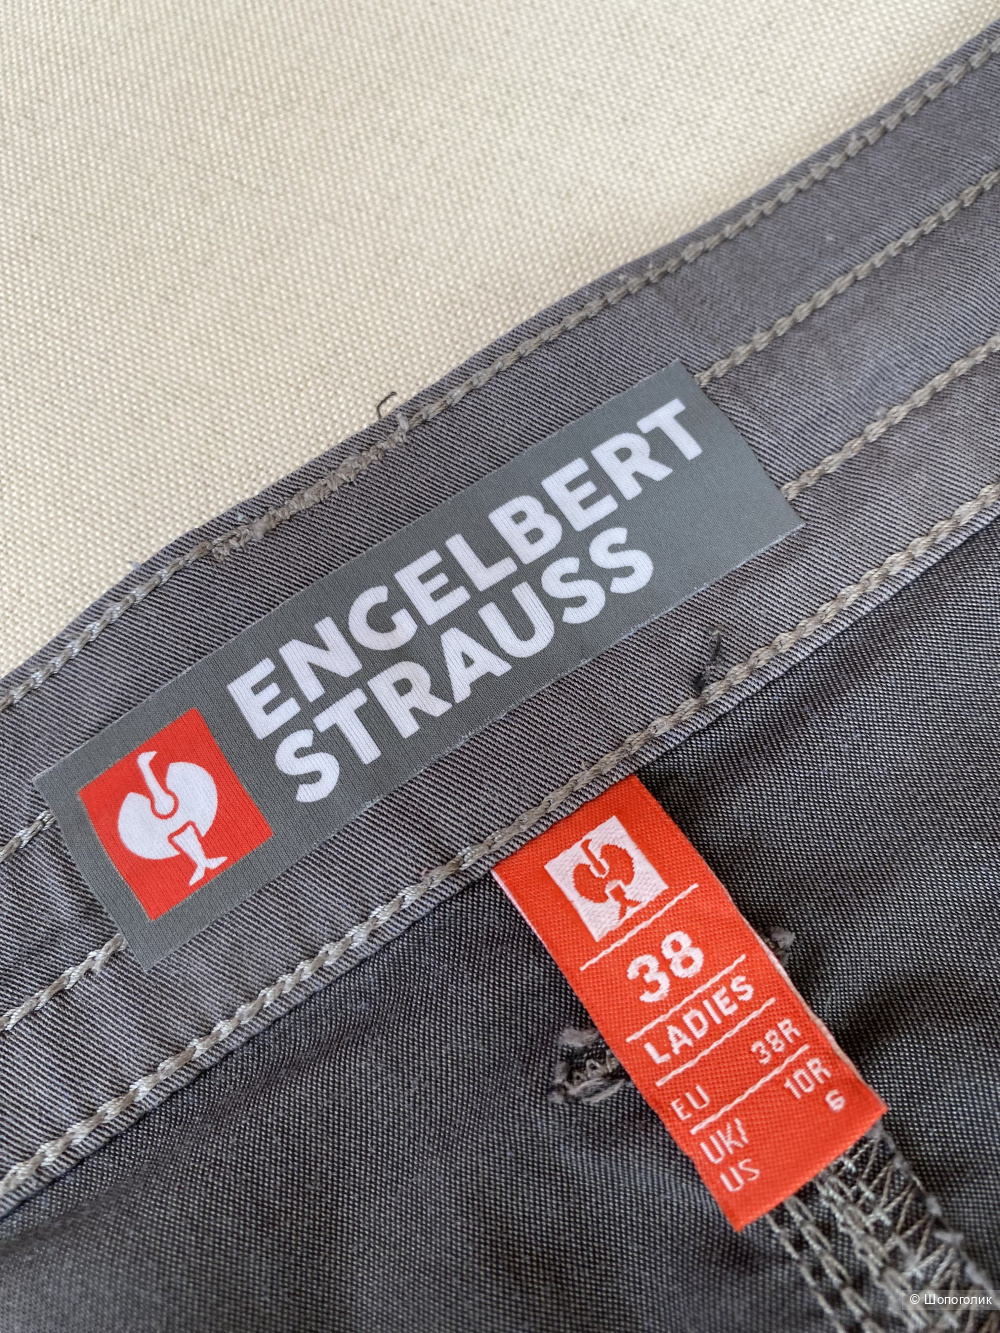 ENGELBERT
STRAUSS
38
LADIES
EU 38R
UK/ 10R
US 6
© Шопоголик